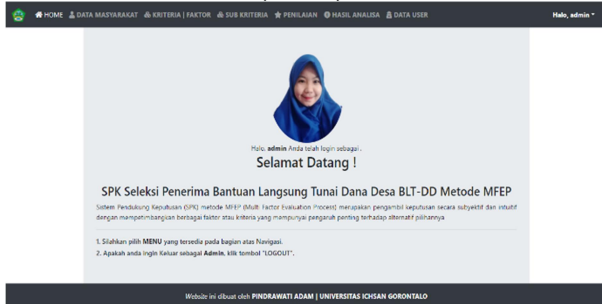 HOME DATA MASYARAKAT KRITERIA | FAKTOR SUB KRITERIA PENILAIAN HASIL ANALISA DATA USER Halo, admin
Halo, admin Anda telah login sebagai .
Selamat Datang !
SPK Seleksi Penerima Bantuan Langsung Tunai Dana Desa BLT-DD Metode MFEP
Sistem Pendukung Keputusan (SPK) metode MFEP (Multi Factor Evaluation Process) merupakan pengambil keputusan secara subyektif dan intuitif
dengan mempertimbangkan berbagai faktor atau kriteria yang mempunyai pengaruh penting terhadap alternatif pilihannya
1. Silahkan pilih MENU yang tersedia pada bagian atas Navigasi.
2. Apakah anda ingin Keluar sebagai Admin, klik tombol "LOGOUT".
Website ini dibuat oleh PINDRAWATI ADAM | UNIVERSITAS ICHSAN GORONTALO